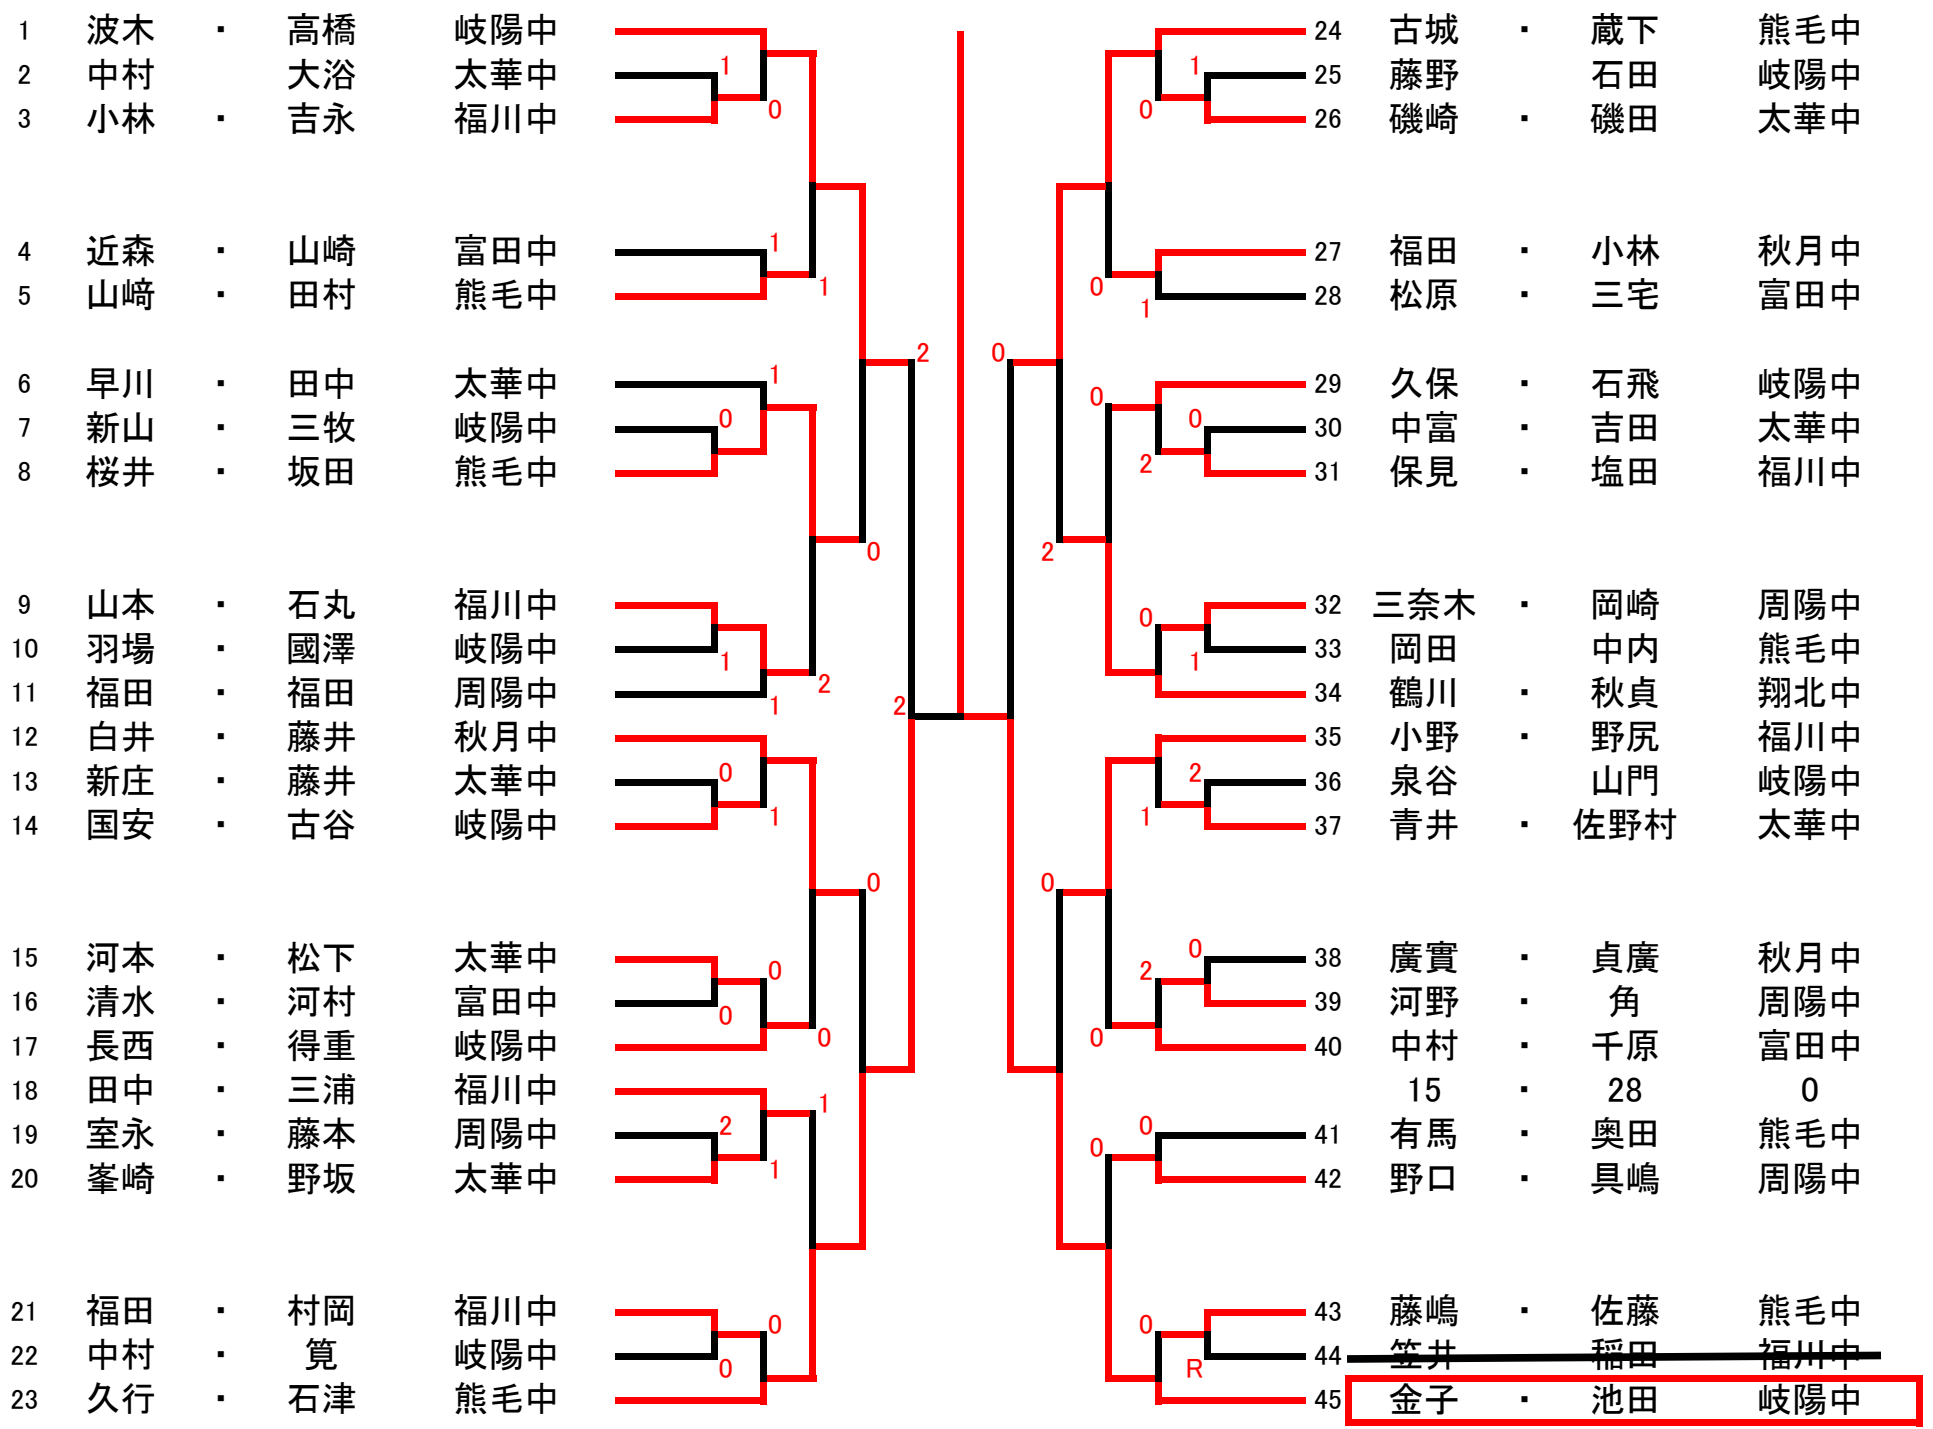 1 波木 ・ 高橋 岐陽中
2 中村 ・ 大浴 太華中
3 小林 ・ 吉永 福川中
4 近森 ・ 山崎 富田中
5 山﨑 ・ 田村 熊毛中
6 早川 ・ 田中 太華中
7 新山 ・ 三牧 岐陽中
8 桜井 ・ 坂田 熊毛中
9 山本 ・ 石丸 福川中
10 羽場 ・ 國澤 岐陽中
11 福田 ・ 福田 周陽中
12 白井 ・ 藤井 秋月中
13 新庄 ・ 藤井 太華中
14 国安 ・ 古谷 岐陽中
15 河本 ・ 松下 太華中
16 清水 ・ 河村 富田中
17 長西 ・ 得重 岐陽中
18 田中 ・ 三浦 福川中
19 室永 ・ 藤本 周陽中
20 峯崎 ・ 野坂 太華中
21 福田 ・ 村岡 福川中
22 中村 ・ 筧 岐陽中
23 久行 ・ 石津 熊毛中
1
0
1
1
2
1
0
0
1
2
1
2
0
1
0
0
0
0
1
2
1
0
0
1
0
0
1
0
0
0
2
2
0
1
2
1
0
0
2
0
0
0
0
R
24 古城 ・ 蔵下 熊毛中
25 藤野 ・ 石田 岐陽中
26 磯崎 ・ 磯田 太華中
27 福田 ・ 小林 秋月中
28 松原 ・ 三宅 富田中
29 久保 ・ 石飛 岐陽中
30 中富 ・ 吉田 太華中
31 保見 ・ 塩田 福川中
32 三奈木 ・ 岡崎 周陽中
33 岡田 ・ 中内 熊毛中
34 鶴川 ・ 秋貞 翔北中
35 小野 ・ 野尻 福川中
36 泉谷 ・ 山門 岐陽中
37 青井 ・ 佐野村 太華中
38 廣實 ・ 貞廣 秋月中
39 河野 ・ 角 周陽中
40 中村 ・ 千原 富田中
15 ・ 28 0
41 有馬 ・ 奥田 熊毛中
42 野口 ・ 具嶋 周陽中
43 藤嶋 ・ 佐藤 熊毛中
44 笠井 稲田 福川中
45 金子 ・ 池田 岐陽中